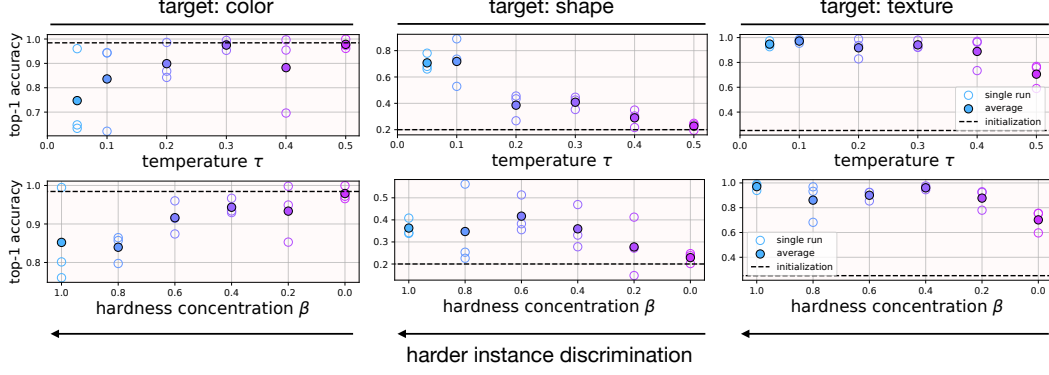 target: color
target: shape
target: texture
top-1 accuracy
1.0
0.9
0.8
0.7
0.0 0.1 0.2 0.3 0.4 0.5
temperature τ
0.8
0.6
0.4
0.2
0.0 0.1 0.2 0.3 0.4 0.5
temperature τ
1.0
0.8
0.6
0.4
0.0 0.1 0.2 0.3 0.4 0.5
temperature τ
single run
average
initialization
top-1 accuracy
1.0
0.9
0.8
1.0 0.8 0.6 0.4 0.2 0.0
hardness concentration β
0.5
0.4
0.3
0.2
1.0 0.8 0.6 0.4 0.2 0.0
hardness concentration β
1.0
0.8
0.6
0.4
1.0 0.8 0.6 0.4 0.2 0.0
hardness concentration β
single run
average
initialization
harder instance discrimination